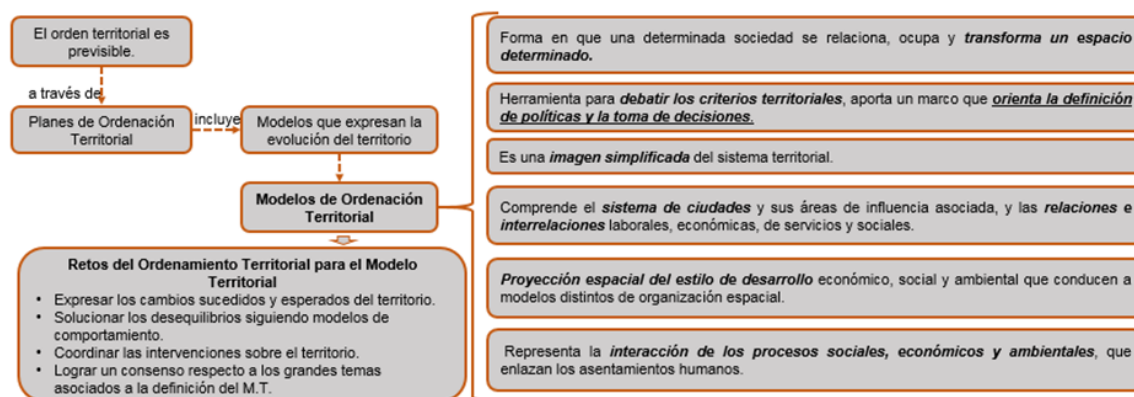 El orden territorial es
previsible.
a través de
Planes de Ordenación
Territorial
incluye
Modelos que expresan la
evolución del territorio
Modelos de Ordenación
Territorial
Retos del Ordenamiento Territorial para el Modelo
Territorial
• Expresar los cambios sucedidos y esperados del territorio.
• Solucionar los desequilibrios siguiendo modelos de
comportamiento.
• Coordinar las intervenciones sobre el territorio.
• Lograr un consenso respecto a los grandes temas
asociados a la definición del M.T.
Forma en que una determinada sociedad se relaciona, ocupa y transforma un espacio
determinado.
Herramienta para debatir los criterios territoriales, aporta un marco que orienta la definición
de políticas y la toma de decisiones.
Es una imagen simplificada del sistema territorial.
Comprende el sistema de ciudades y sus áreas de influencia asociada, y las relaciones e
interrelaciones laborales, económicas, de servicios y sociales.
Proyección espacial del estilo de desarrollo económico, social y ambiental que conducen a
modelos distintos de organización espacial.
Representa la interacción de los procesos sociales, económicos y ambientales, que
enlazan los asentamientos humanos.